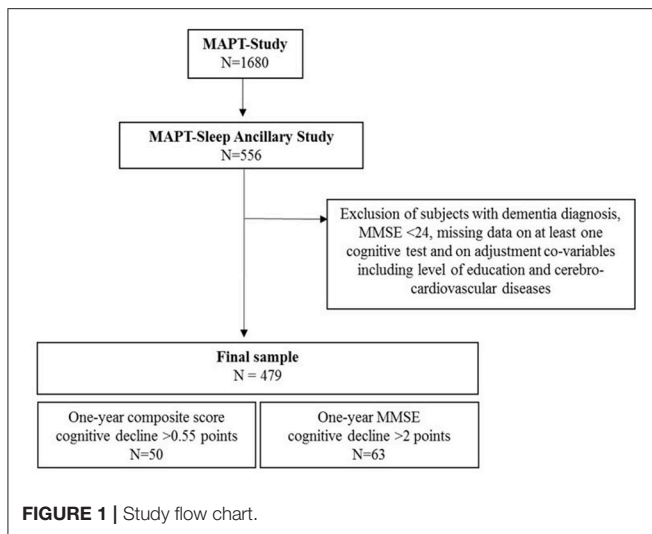 MAPT-Study
N=1680
MAPT-Sleep Ancillary Study
N=556
Exclusion of subjects with dementia diagnosis,
MMSE <24, missing data on at least one
cognitive test and on adjustment co-variables
including level of education and cerebro-
cardiovascular diseases
Final sample
N = 479
One-year composite score
cognitive decline >0.55 points
N=50
One-year MMSE
cognitive decline >2 points
N=63
FIGURE 1 | Study flow chart.